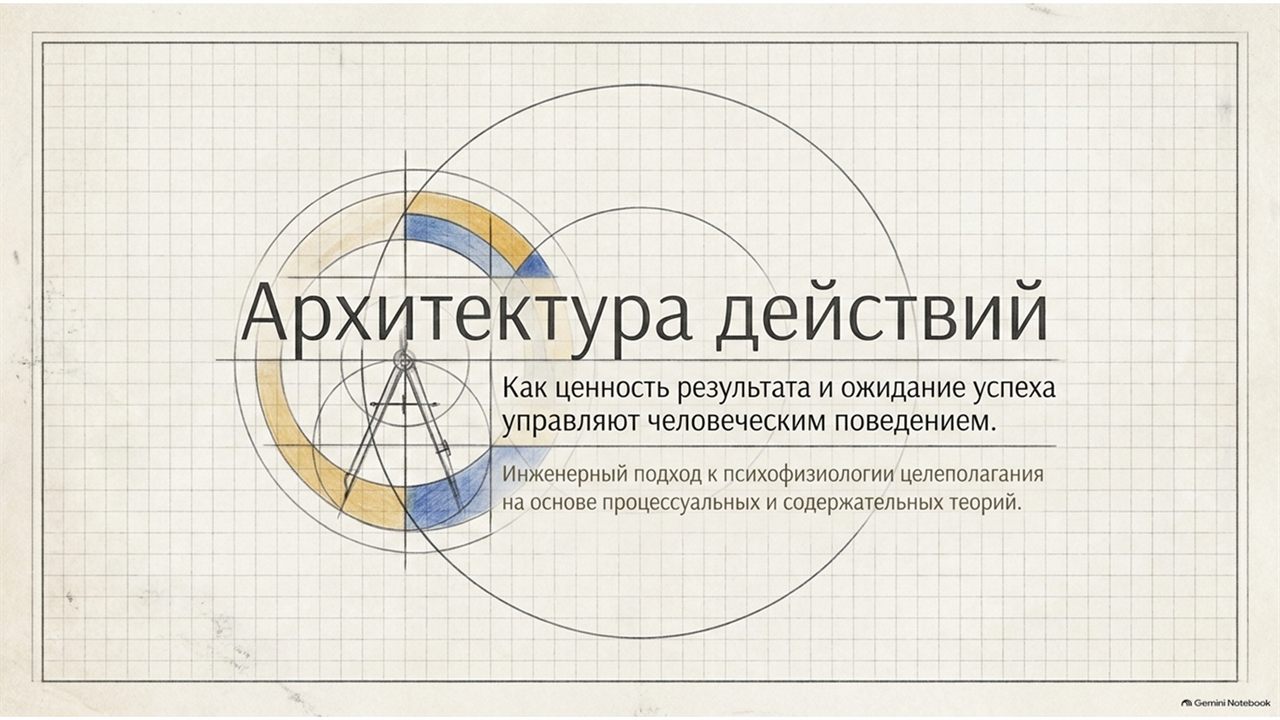 Архитектура действий
Как ценность результата и ожидание успеха
управляют человеческим поведением.
Инженерный подход к психофизиологии целеполагания
на основе процессуальных и содержательных теорий.
Gemini Notebook